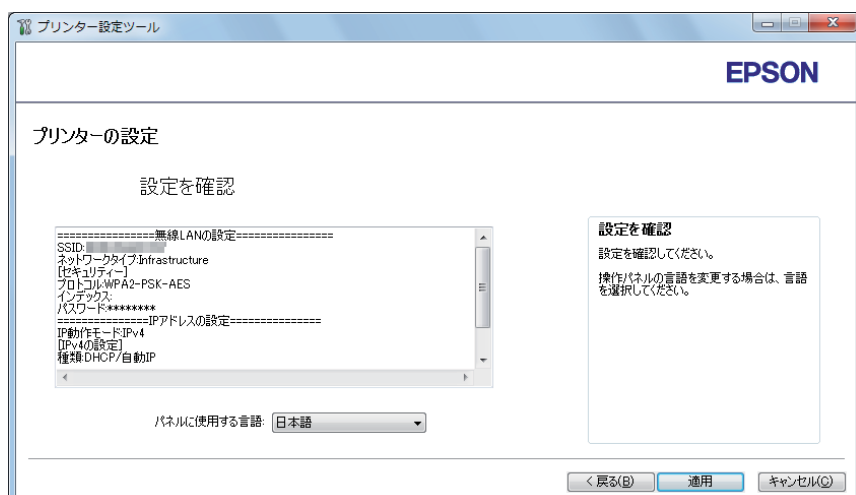 プリンター設定ツール
EPSON
プリンターの設定
設定を確認
================無線LANの設定================
SSID:
ネットワークタイプ:Infrastructure
[セキュリティー]
プロトコル:WPA2-PSK-AES
インデックス:
パスワード:********
===============IPアドレスの設定===============
IP動作モード:IPv4
[IPv4の設定]
種類:DHCP/自動IP
パネルに使用する言語:
日本語
設定を確認
設定を確認してください。
操作パネルの言語を変更する場合は、言語
を選択してください。
< 戻る(B)
適用
キャンセル(C)